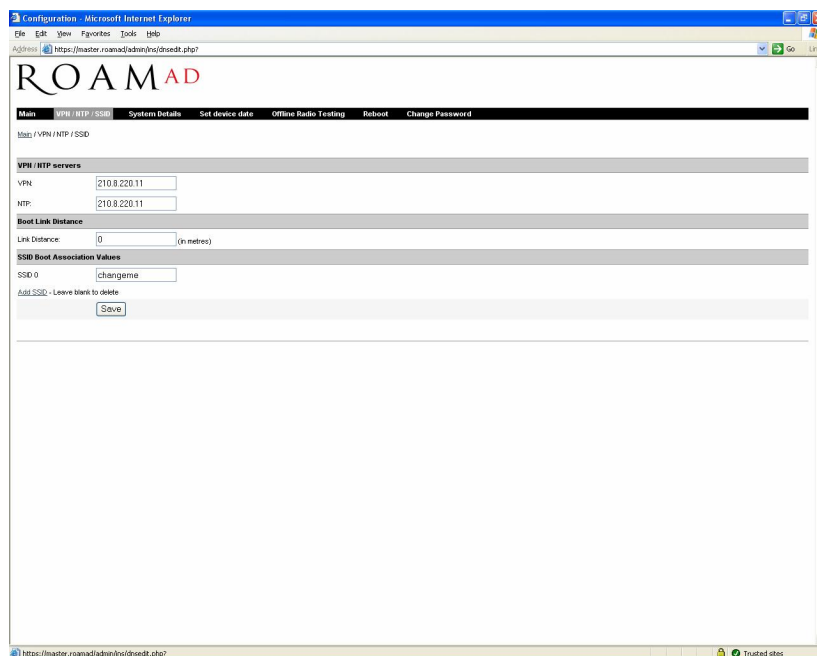 Configuration - Microsoft Internet Explorer
File Edit View Favorites Tools Help
Address https://master.roamad/admin/ins/dnsedit.php? Go
ROAMAD
Main VPN / NTP / SSID System Details Set device date Offline Radio Testing Reboot Change Password
Main / VPN / NTP / SSID
VPN / NTP servers
VPN: 210.8.220.11
NTP: 210.8.220.11
Boot Link Distance
Link Distance: 0 (in metres)
SSID Boot Association Values
SSID 0 changeme
Add SSID - Leave blank to delete
Save
https://master.roamad/admin/ins/dnsedit.php? Trusted sites